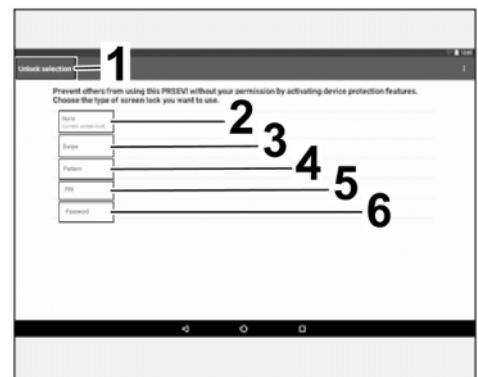 Unlock selection
1
Prevent others from using this PRSEVI without your permission by activating device protection features.
Choose the type of screen lock you want to use.
None
Current screen lock
2
Swipe
3
Pattern
4
PIN
5
Password
6